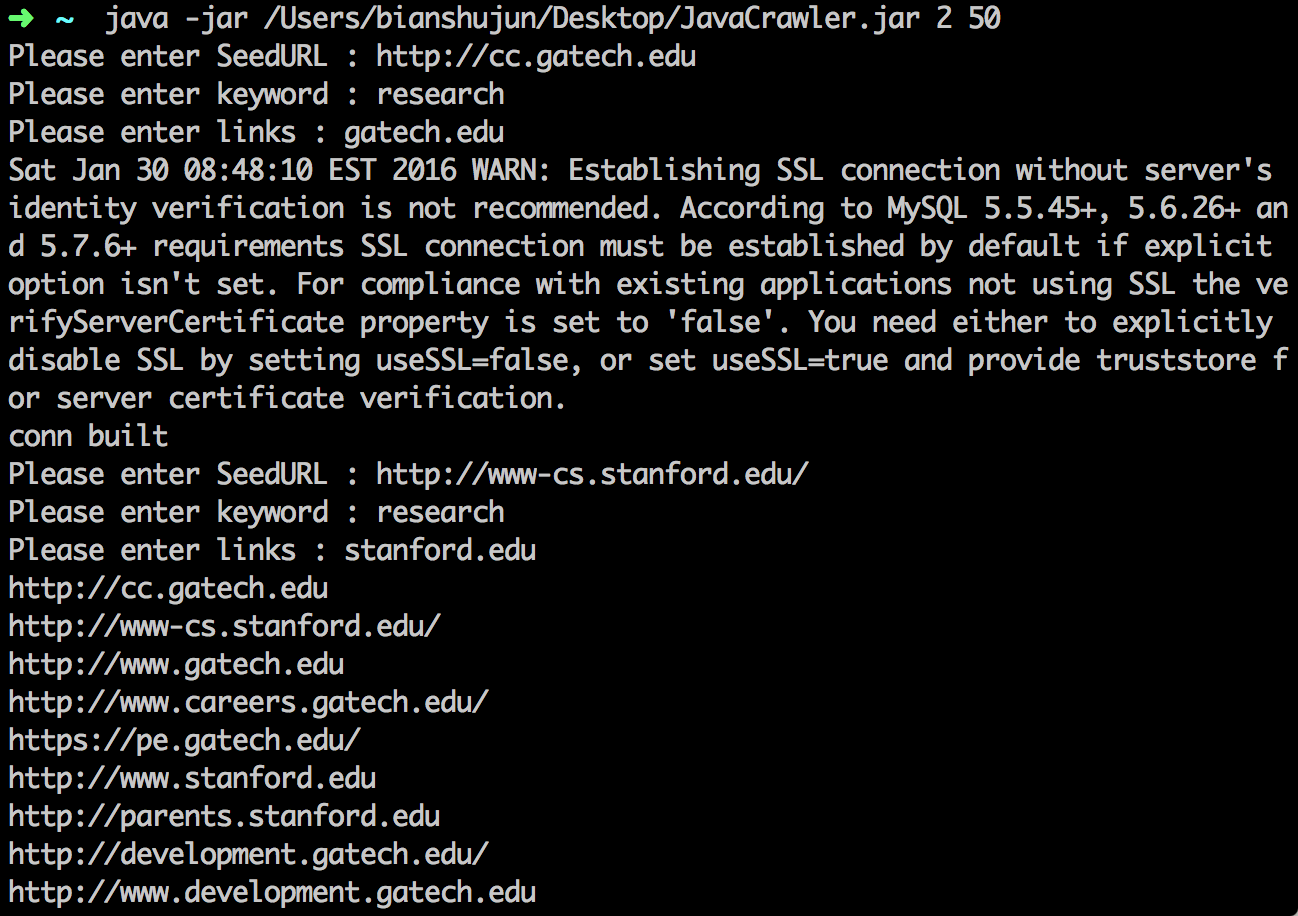 ➜ ~ java -jar /Users/bianshujun/Desktop/JavaCrawler.jar 2 50
Please enter SeedURL : http://cc.gatech.edu
Please enter keyword : research
Please enter links : gatech.edu
Sat Jan 30 08:48:10 EST 2016 WARN: Establishing SSL connection without server's
identity verification is not recommended. According to MySQL 5.5.45+, 5.6.26+ an
d 5.7.6+ requirements SSL connection must be established by default if explicit
option isn't set. For compliance with existing applications not using SSL the ve
rifyServerCertificate property is set to 'false'. You need either to explicitly
disable SSL by setting useSSL=false, or set useSSL=true and provide truststore f
or server certificate verification.
conn built
Please enter SeedURL : http://www-cs.stanford.edu/
Please enter keyword : research
Please enter links : stanford.edu
http://cc.gatech.edu
http://www-cs.stanford.edu/
http://www.gatech.edu
http://www.careers.gatech.edu/
https://pe.gatech.edu/
http://www.stanford.edu
http://parents.stanford.edu
http://development.gatech.edu/
http://www.development.gatech.edu